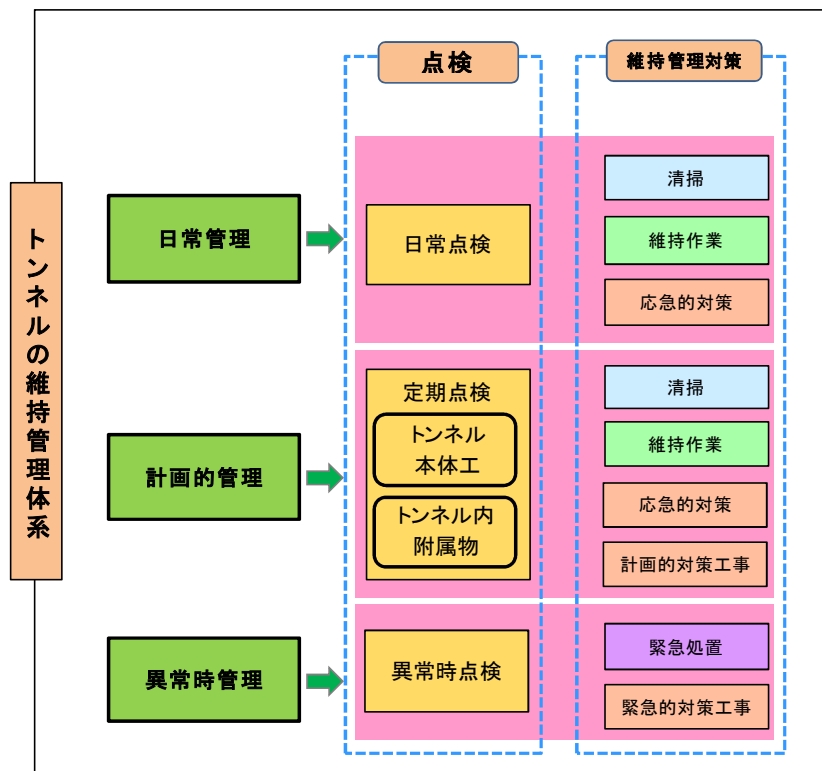 トンネルの維持管理体系
点検
維持管理対策
日常管理
日常点検
清掃
維持作業
応急的対策
計画的管理
定期点検
トンネル
本体工
トンネル内
附属物
清掃
維持作業
応急的対策
計画的対策工事
異常時管理
異常時点検
緊急処置
緊急的対策工事